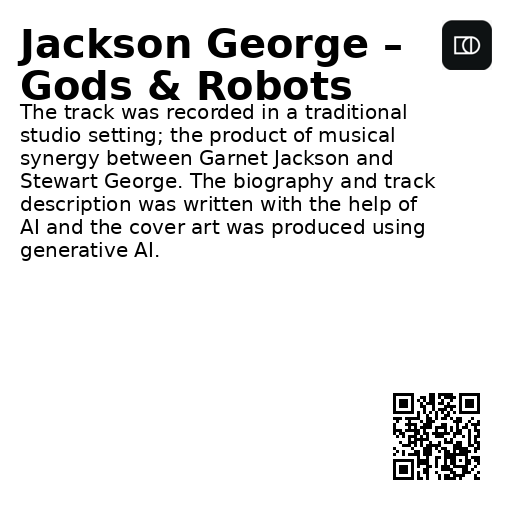 Jackson George –
Gods & Robots
The track was recorded in a traditional
studio setting; the product of musical
synergy between Garnet Jackson and
Stewart George. The biography and track
description was written with the help of
AI and the cover art was produced using
generative AI.